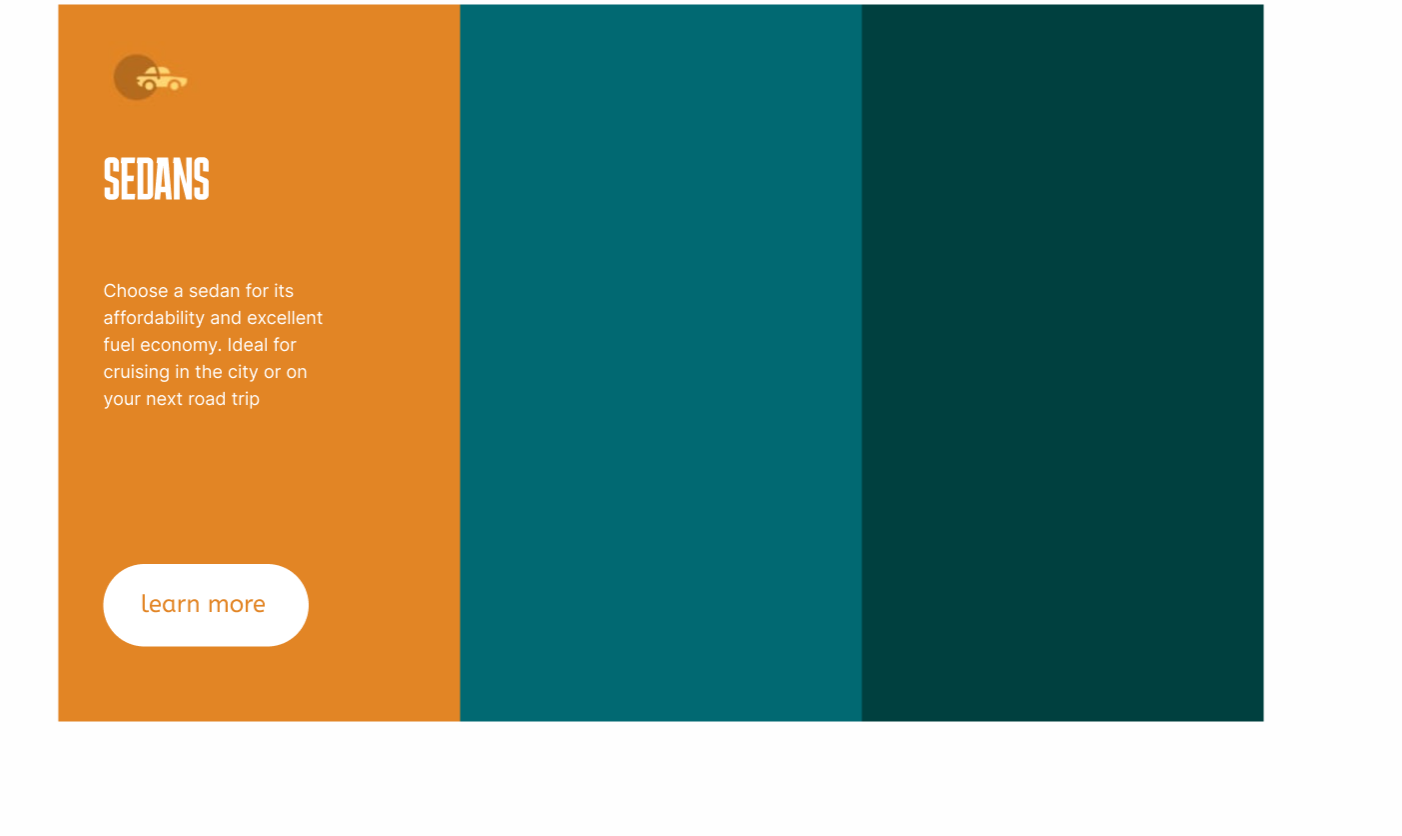 SEDANS
Choose a sedan for its
affordability and excellent
fuel economy. Ideal for
cruising in the city or on
your next road trip
learn more